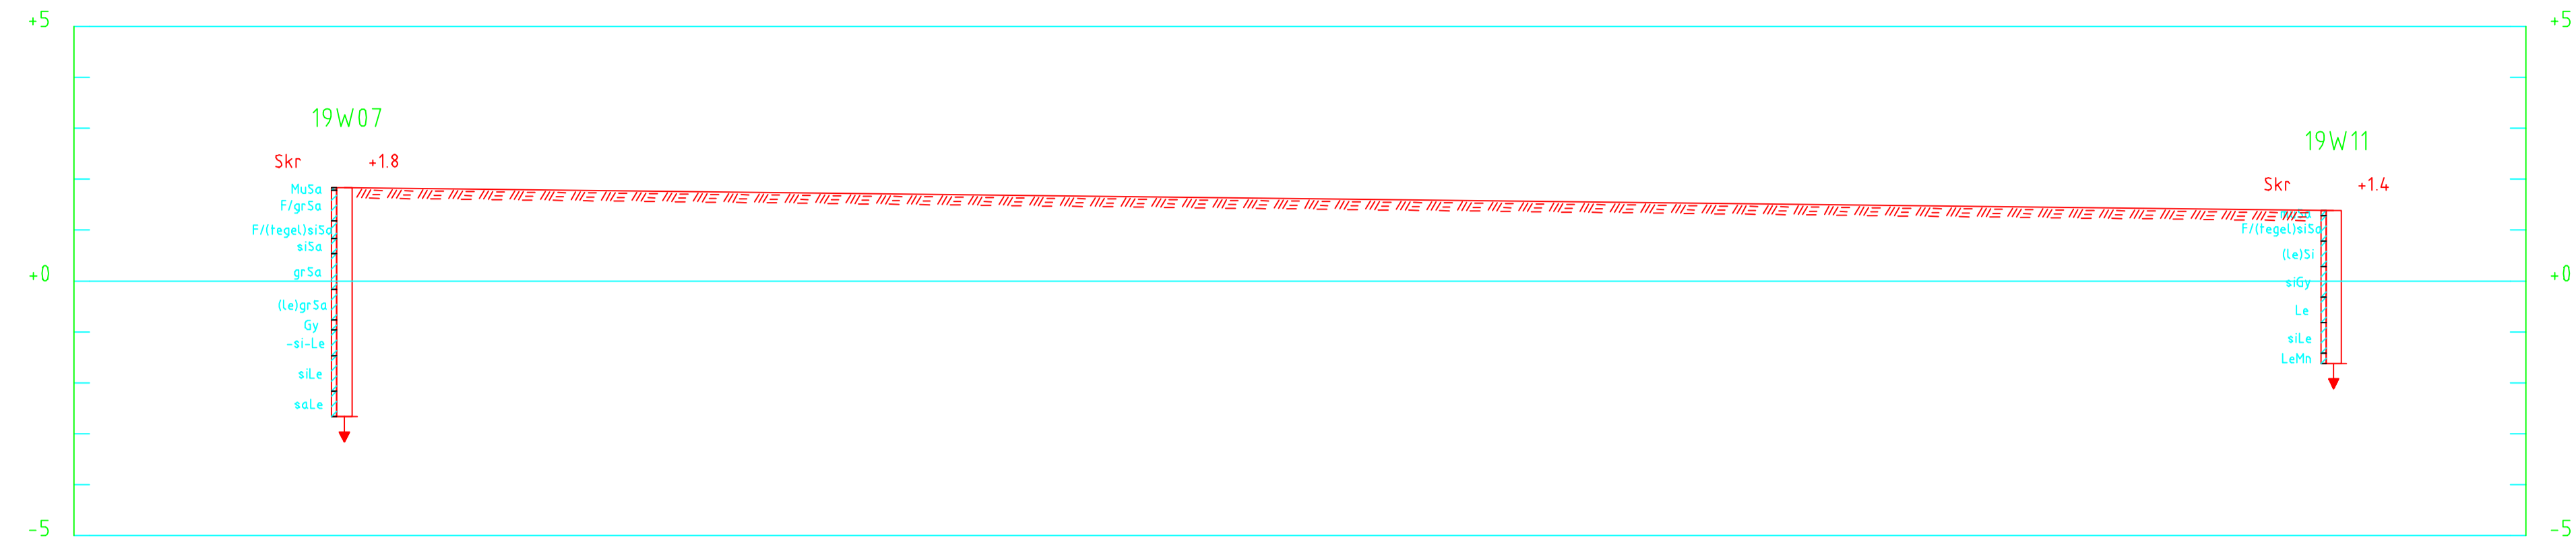 +5
+5
19W07
19W11
Skr +1.8
Skr +1.4
MuSa
F/grSa
F/(tegel)siSa
siSa
grSa
(le)grSa
Gy
-si-Le
siLe
saLe
F/(tegel)siSa
(le)Si
siGy
Le
siLe
LeMn
+0
+0
-5
-5